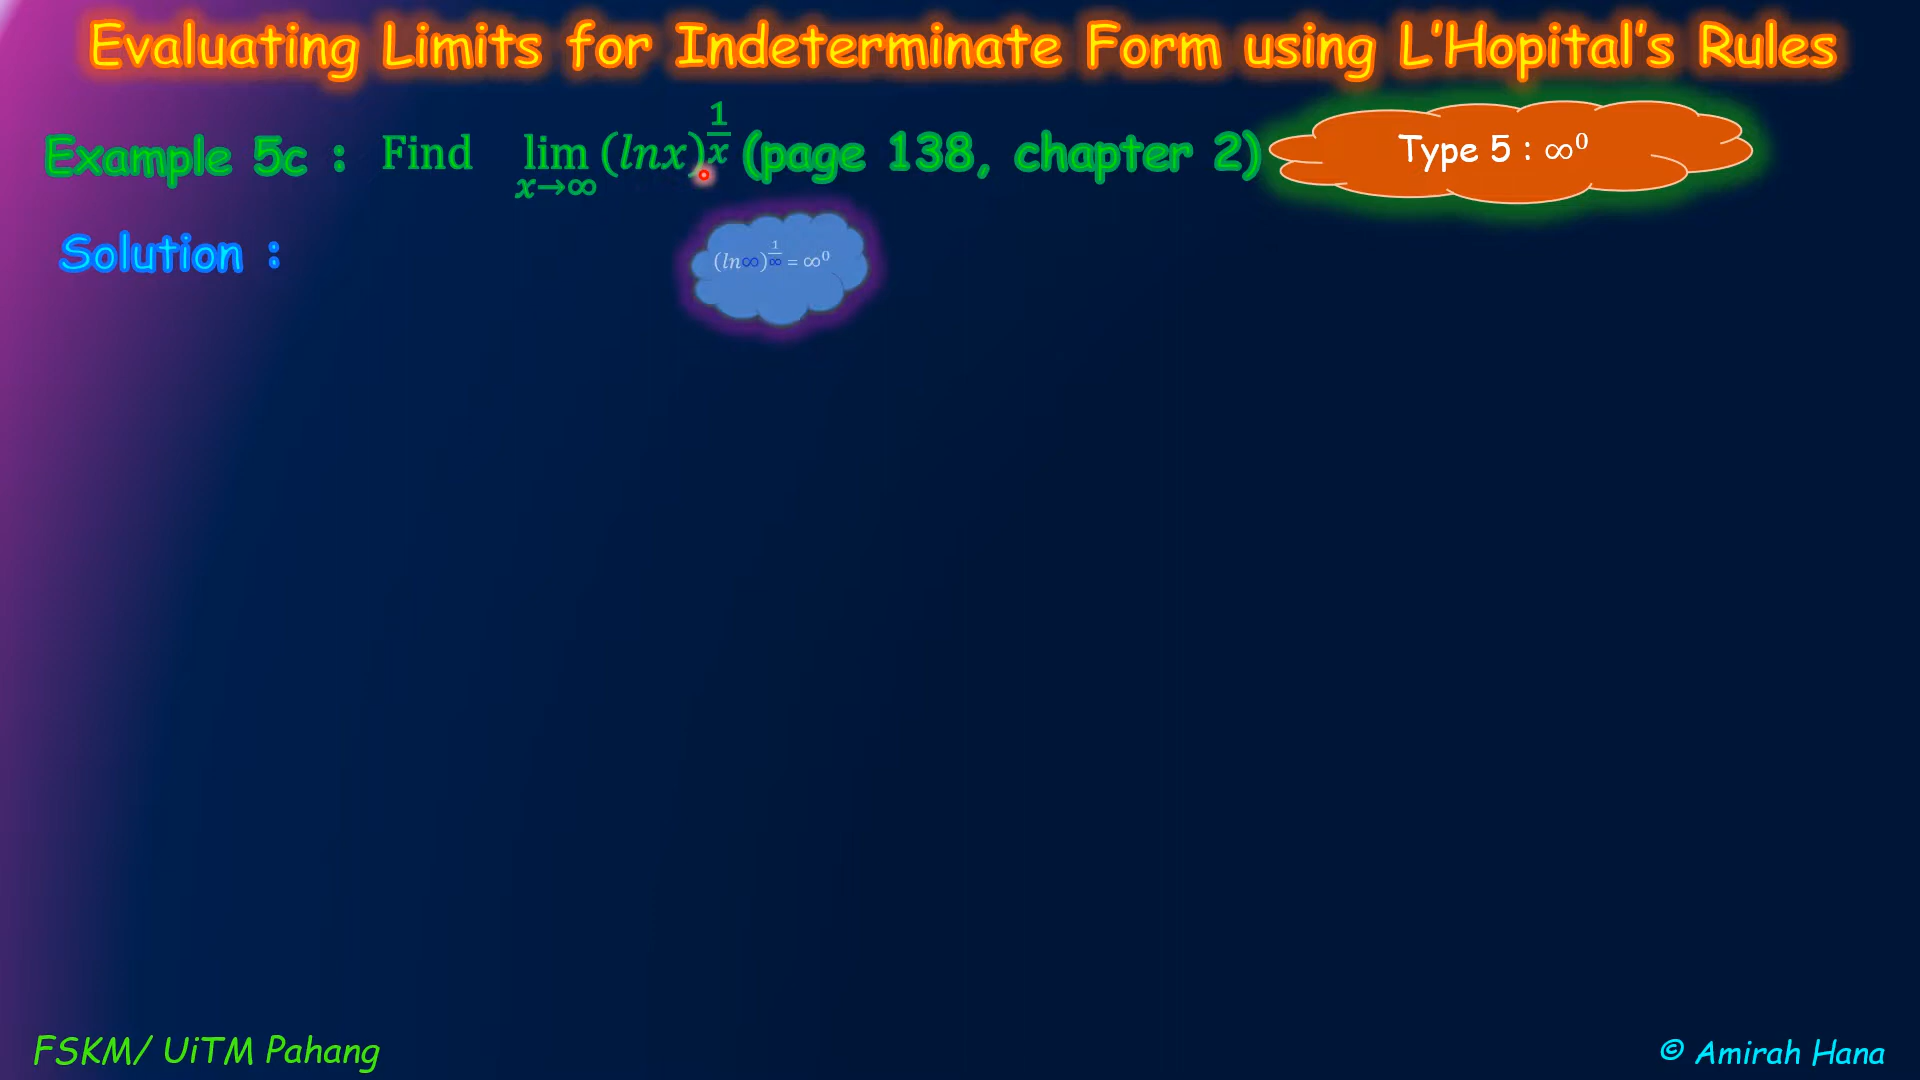 Evaluating Limits for Indeterminate Form using L'Hopital's Rules
Example 5c : Find lim x→∞ (lnx)^(1/x) (page 138, chapter 2)
Type 5 : ∞⁰
Solution :
(ln∞)^(1/∞) = ∞⁰
FSKM/ UiTM Pahang
© Amirah Hana